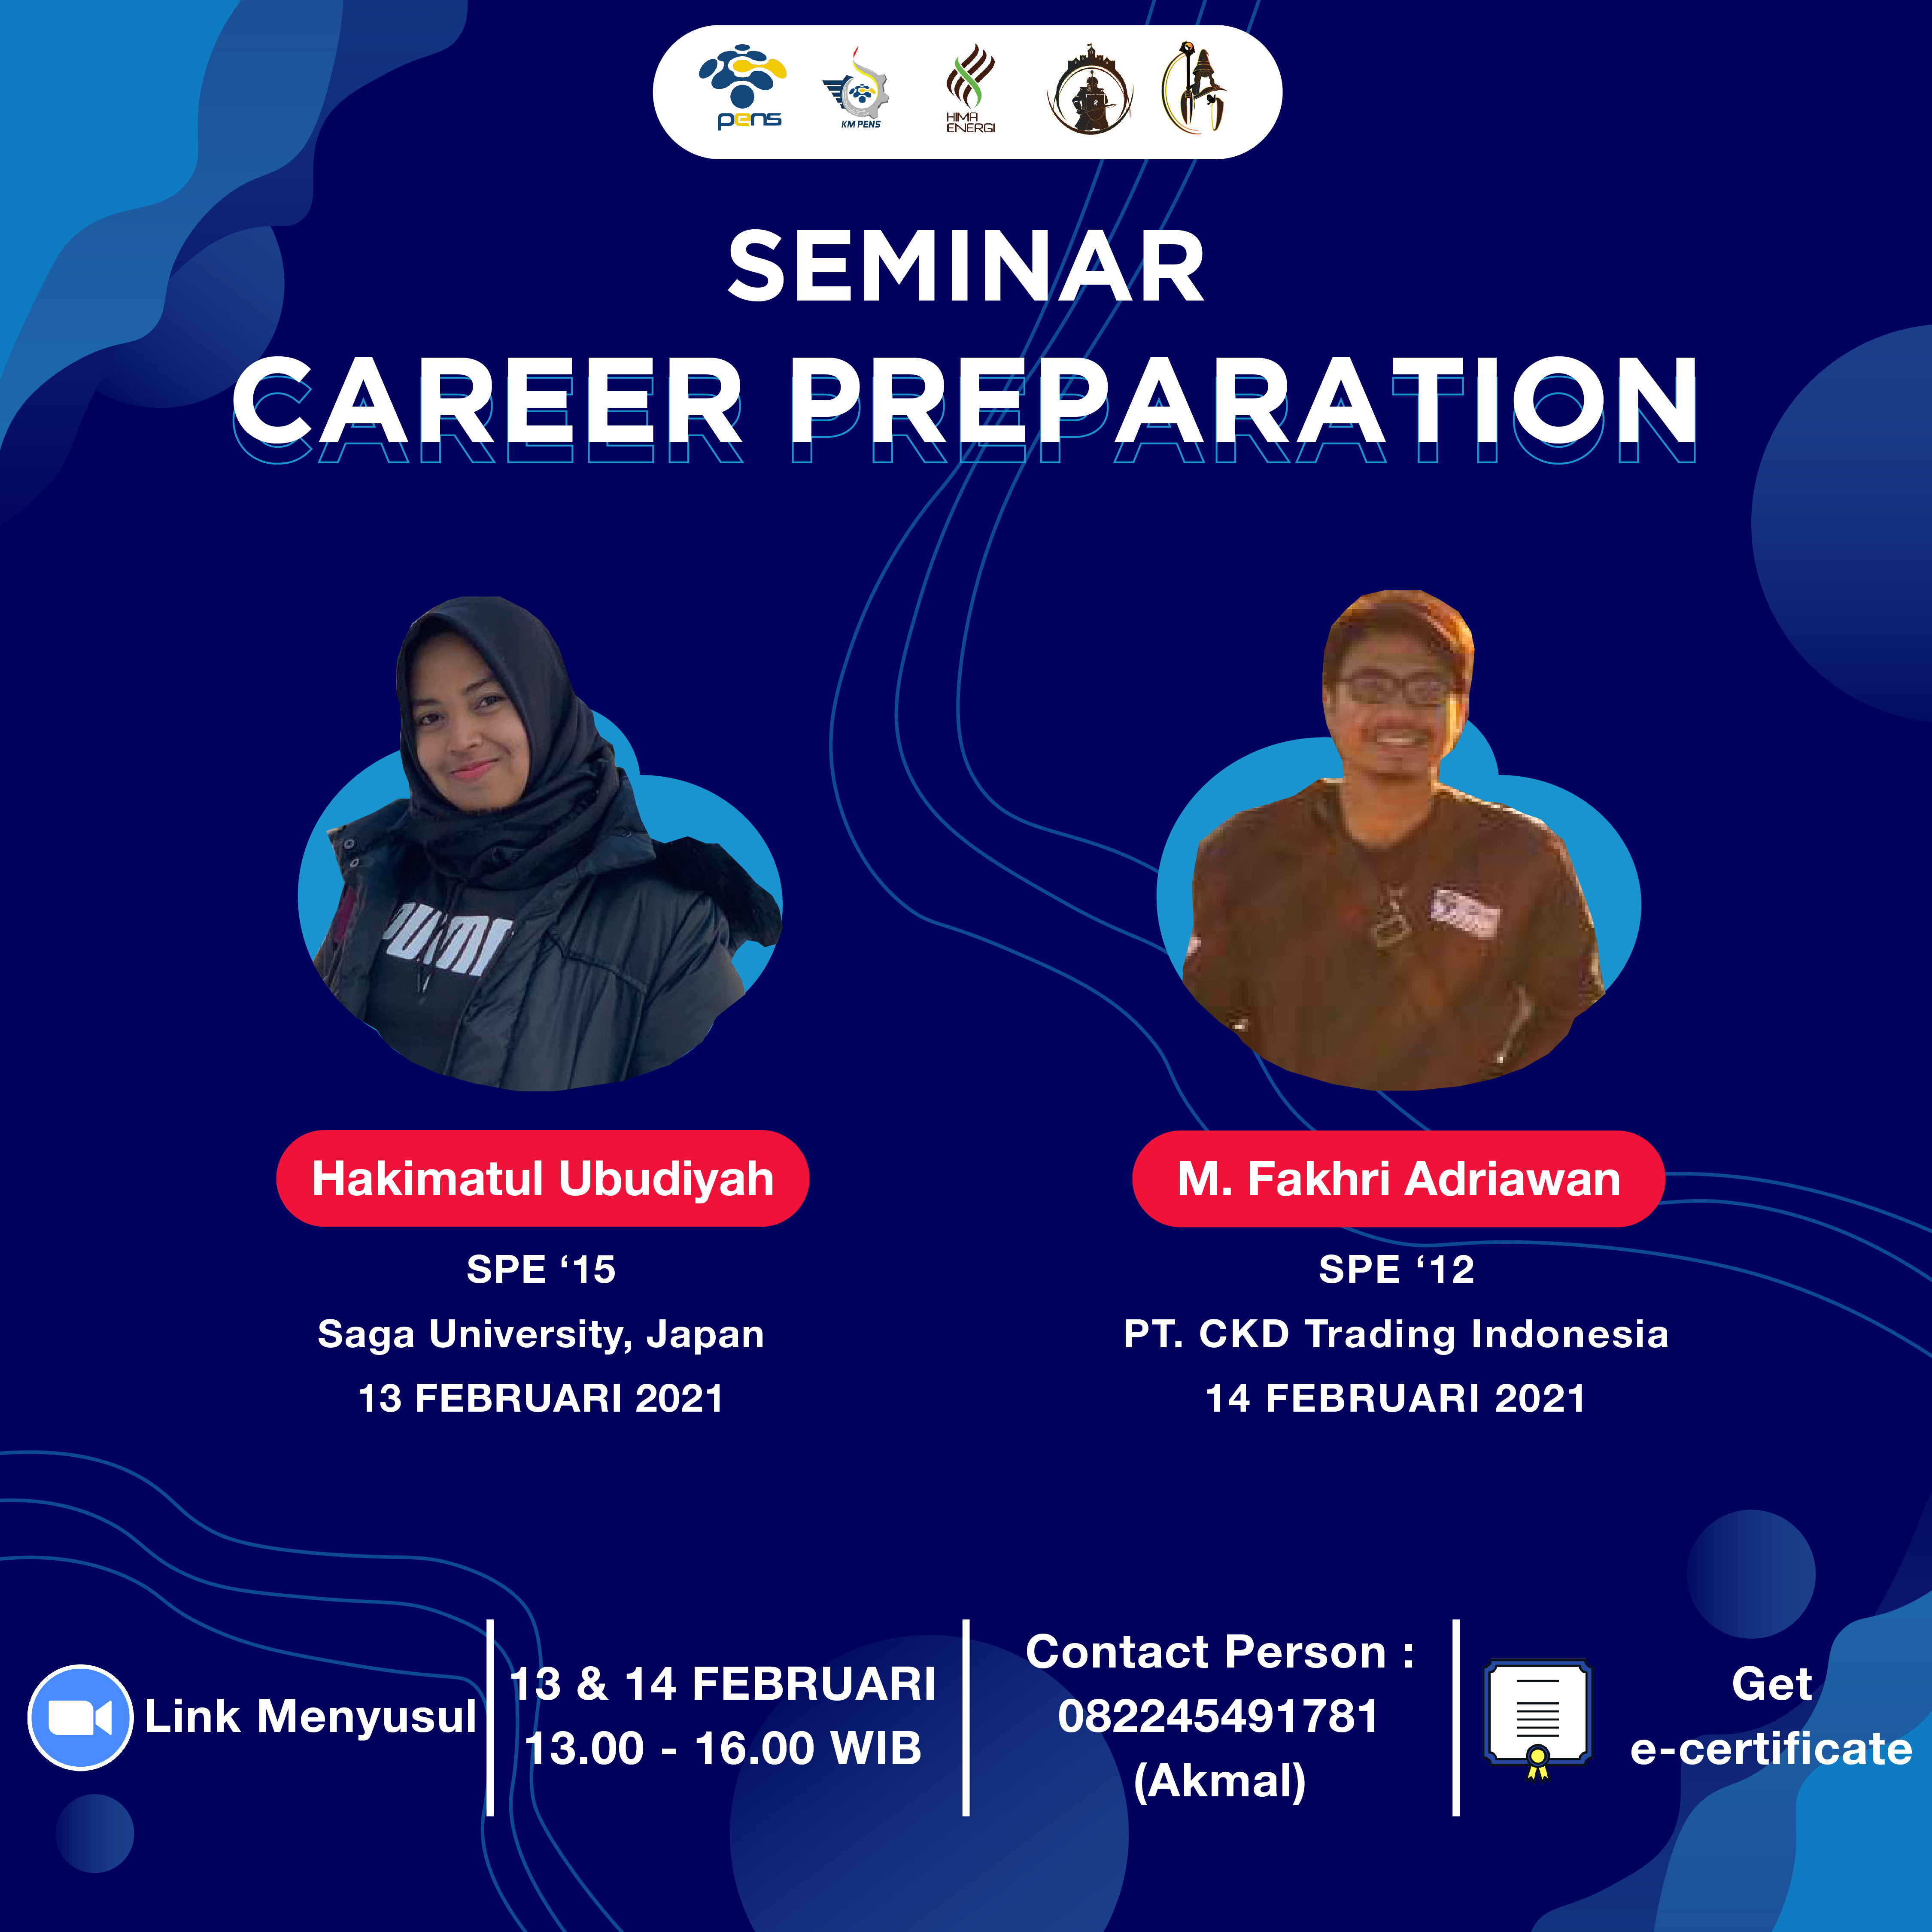 pens
KM PENS
HIMA
ENERGI
SEMINAR
CAREER PREPARATION
PUMA
Hakimatul Ubudiyah
SPE ‘15
Saga University, Japan
13 FEBRUARI 2021
M. Fakhri Adriawan
SPE ‘12
PT. CKD Trading Indonesia
14 FEBRUARI 2021
Link Menyusul
13 & 14 FEBRUARI
13.00 - 16.00 WIB
Contact Person :
082245491781
(Akmal)
Get
e-certificate